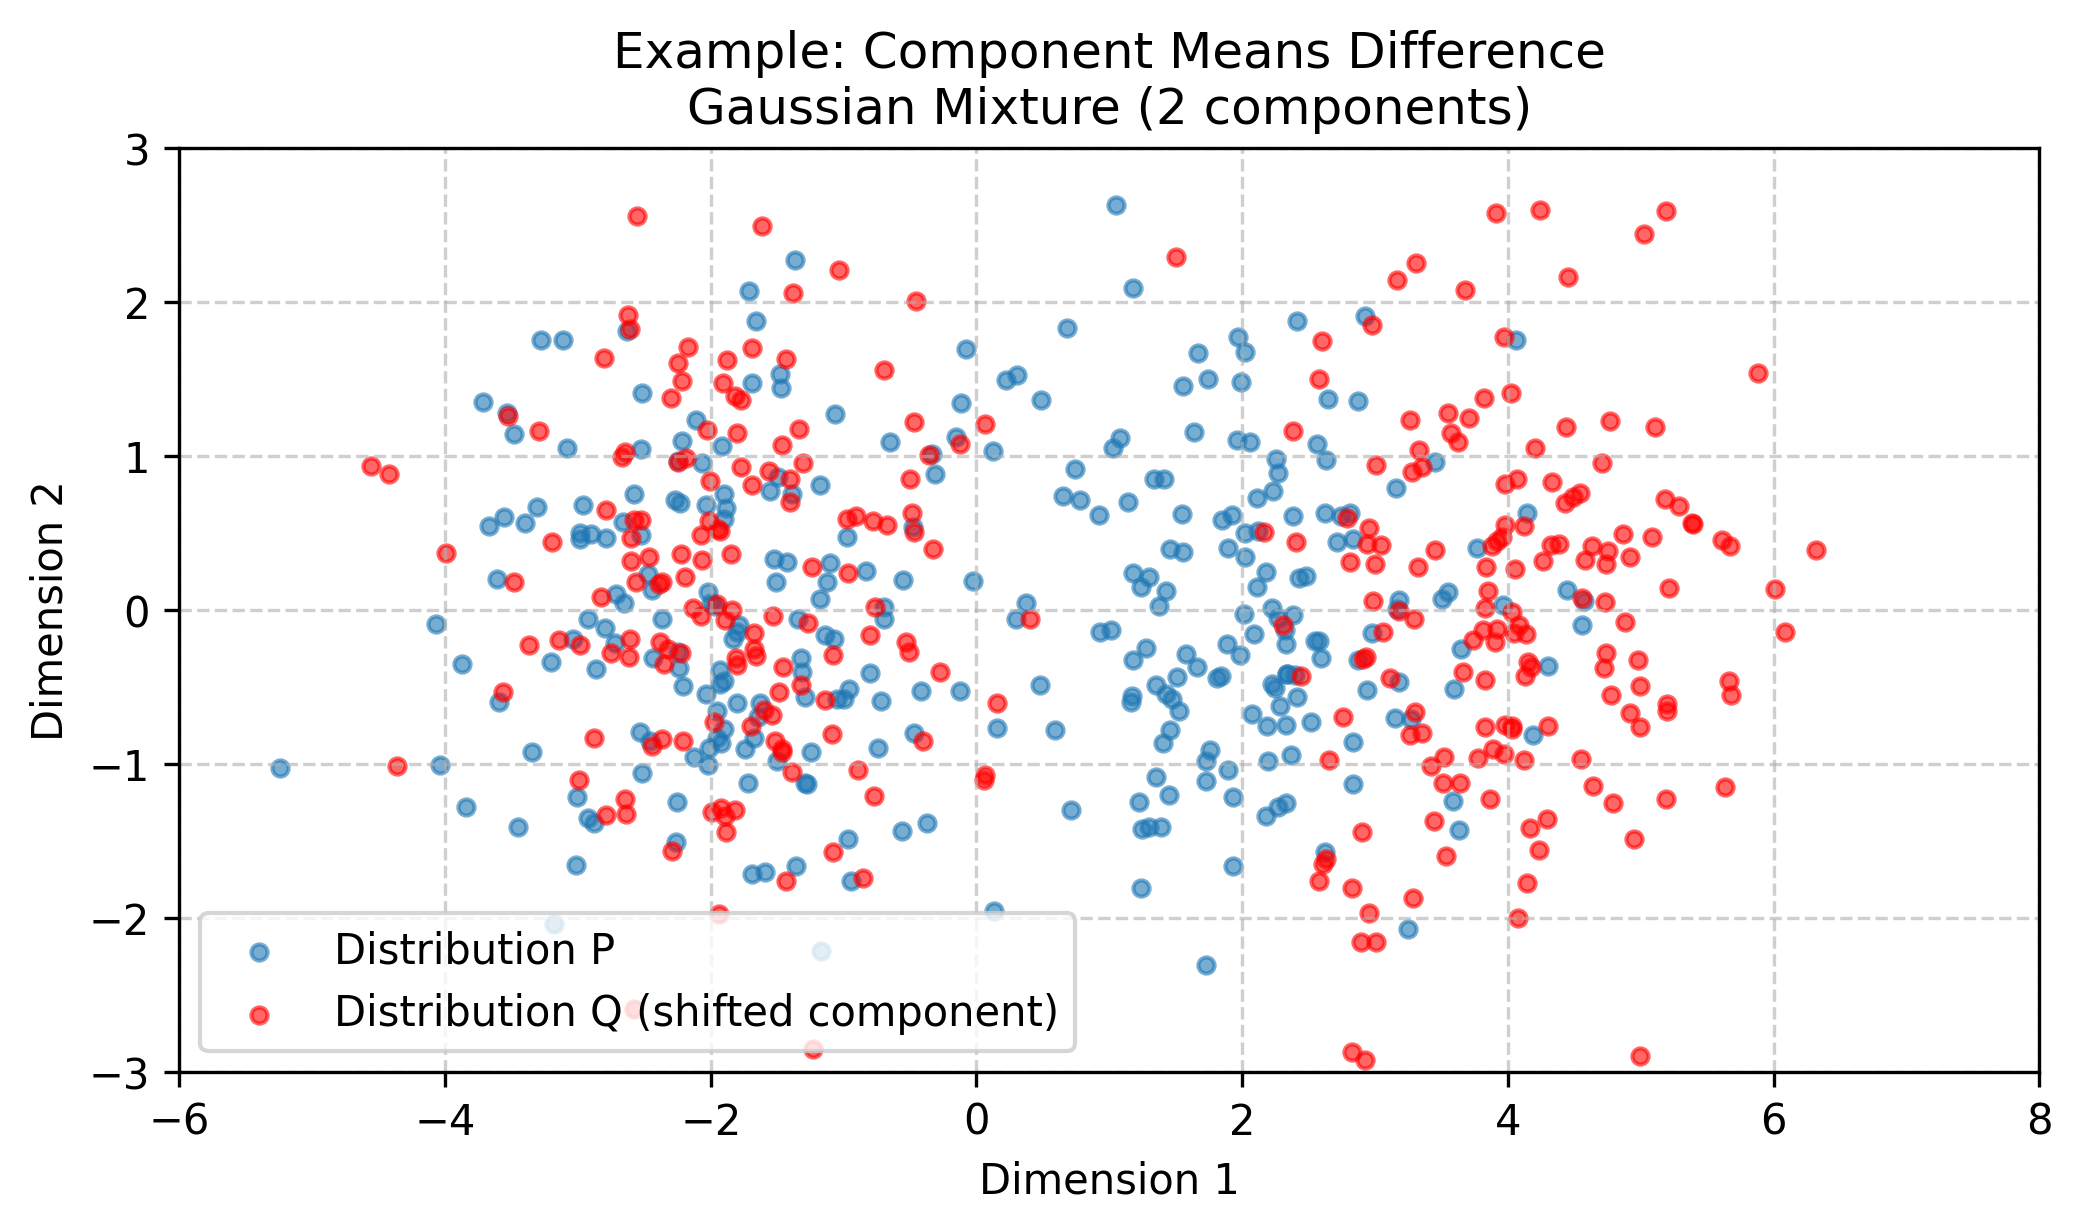 Example: Component Means Difference
Gaussian Mixture (2 components)
3
2
1
0
−1
−2
−3
Dimension 2
Distribution P
Distribution Q (shifted component)
−6
−4
−2
0
2
4
6
8
Dimension 1